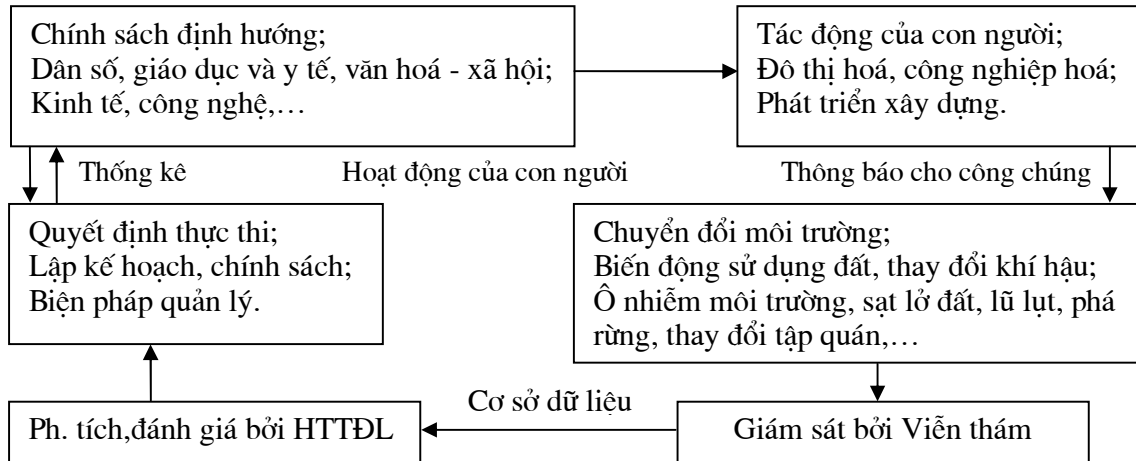 Chính sách định hướng;
Dân số, giáo dục và y tế, văn hoá - xã hội;
Kinh tế, công nghệ,…
Tác động của con người;
Đô thị hoá, công nghiệp hoá;
Phát triển xây dựng.
Thống kê
Hoạt động của con người
Thông báo cho công chúng
Quyết định thực thi;
Lập kế hoạch, chính sách;
Biện pháp quản lý.
Chuyển đổi môi trường;
Biến động sử dụng đất, thay đổi khí hậu;
Ô nhiễm môi trường, sạt lở đất, lũ lụt, phá
rừng, thay đổi tập quán,…
Cơ sở dữ liệu
Ph. tích,đánh giá bởi HTTĐL
Giám sát bởi Viễn thám